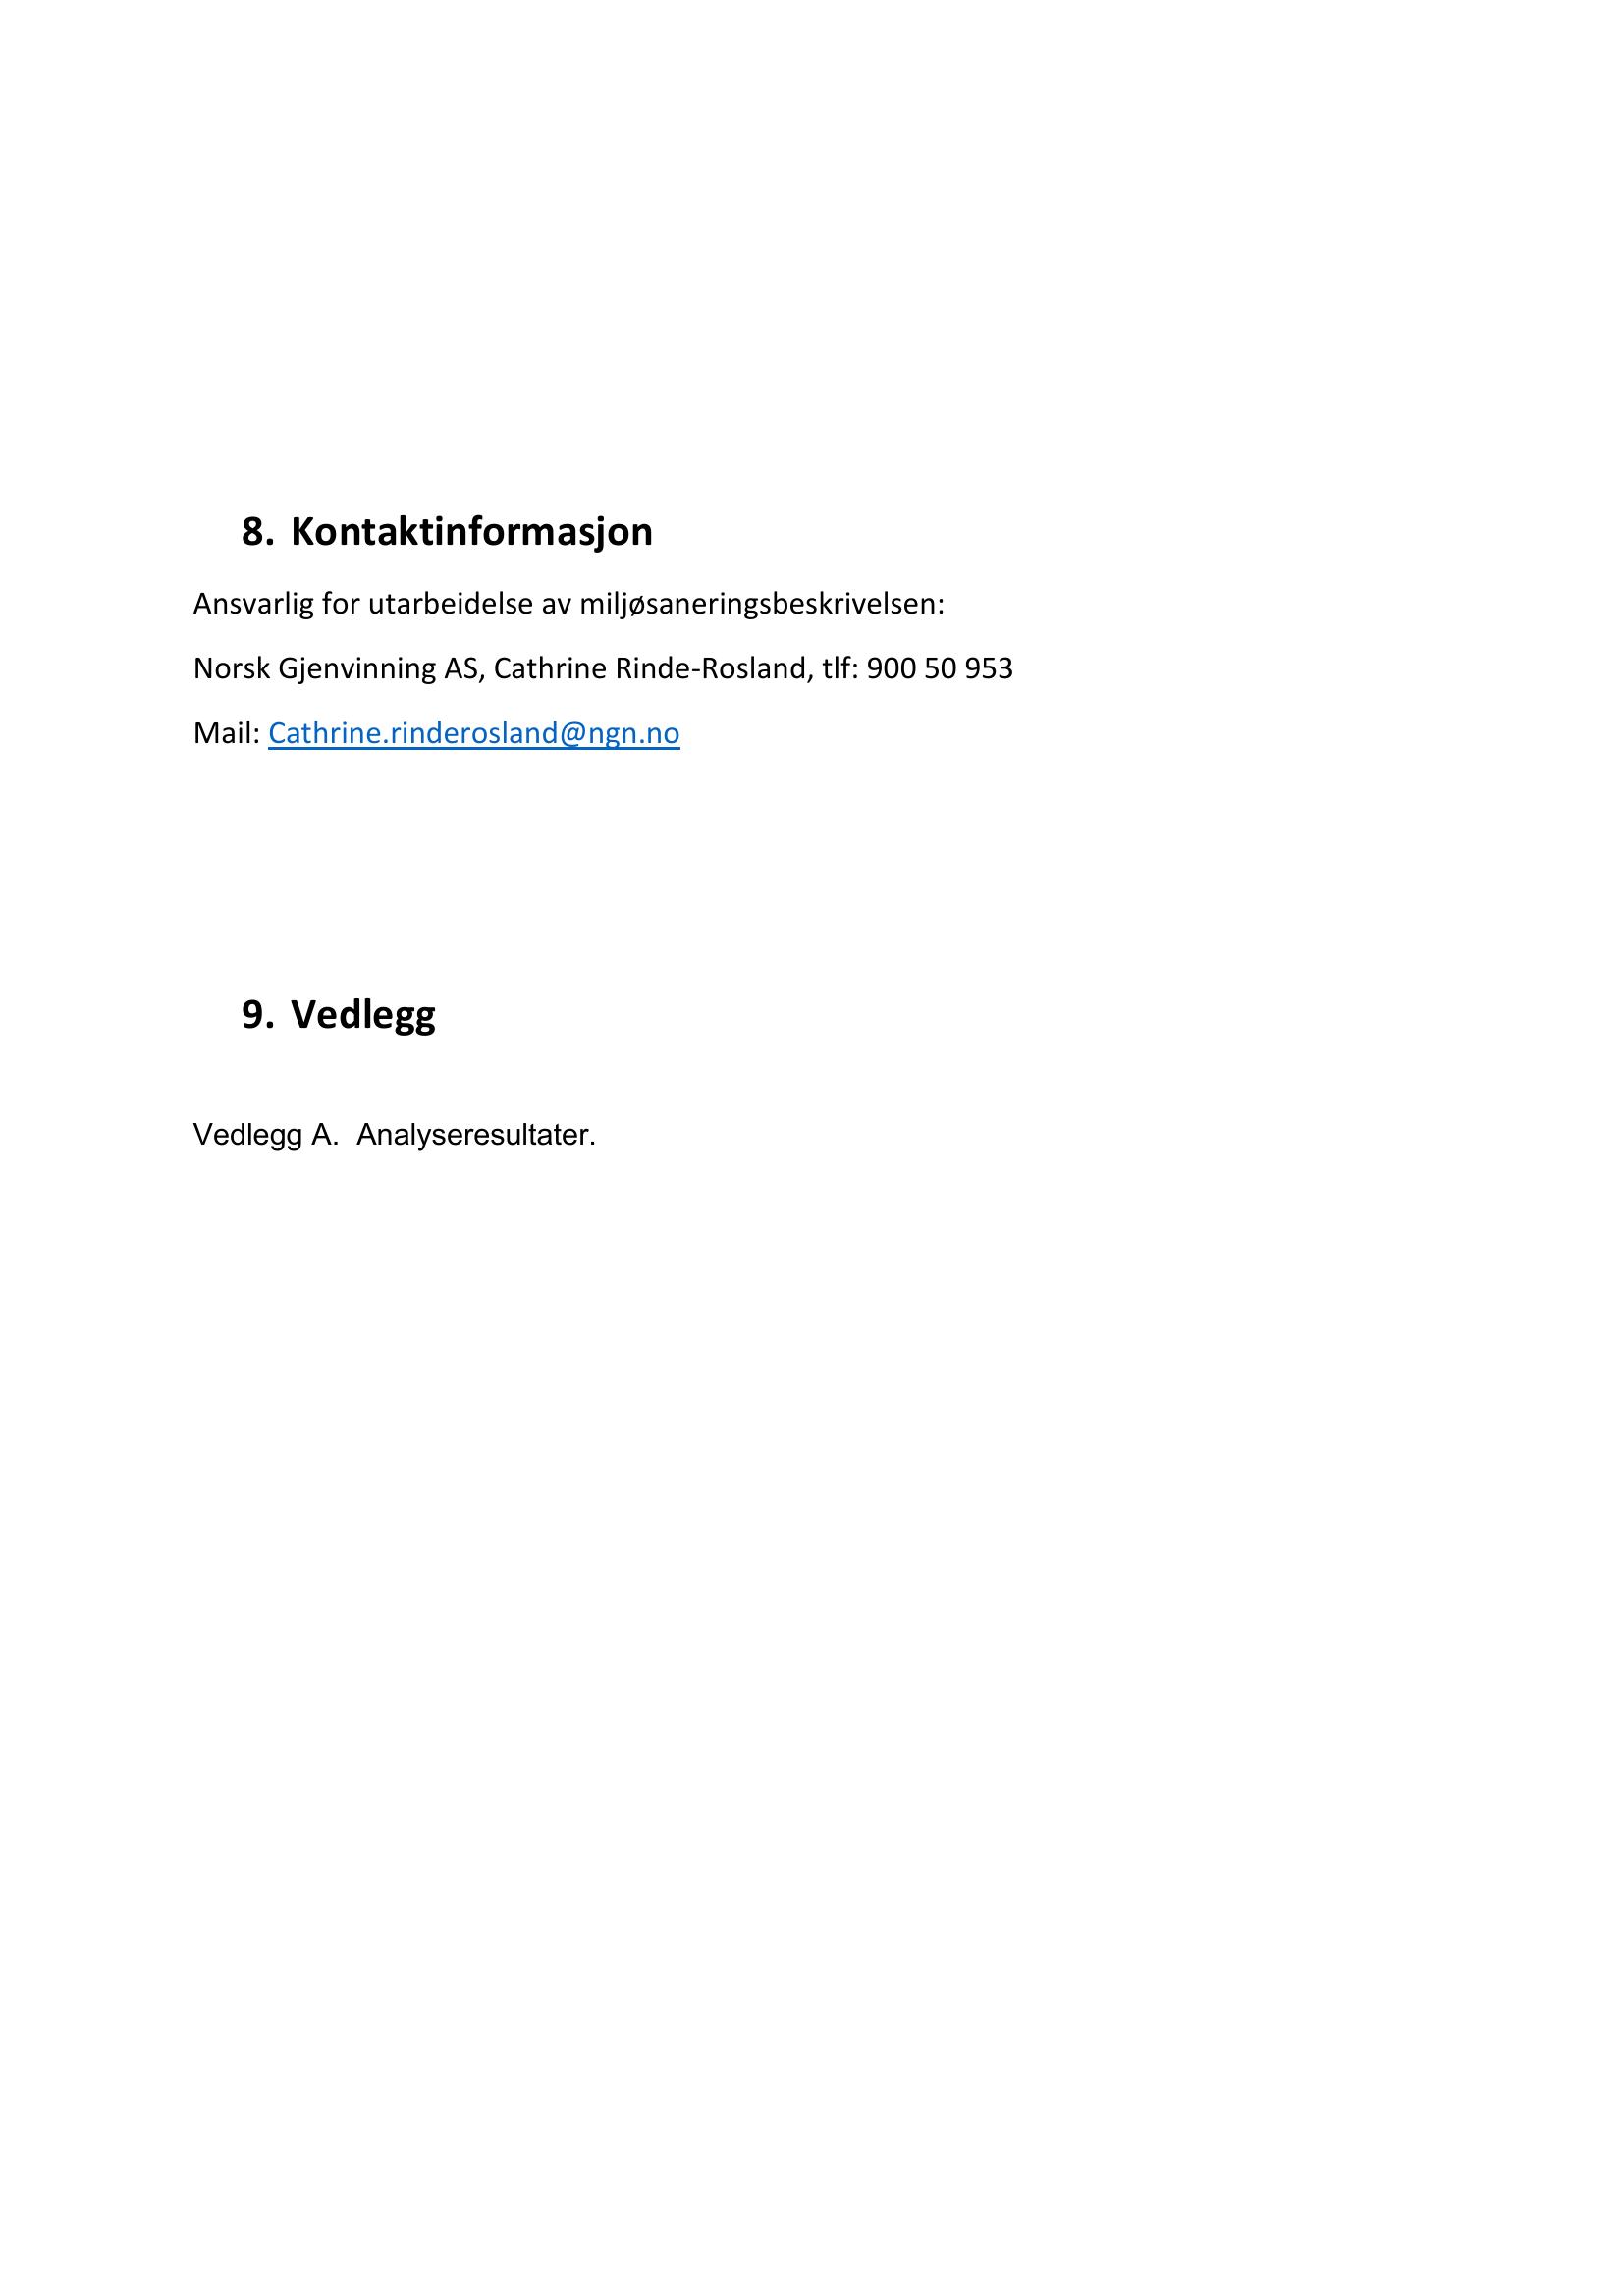 8. Kontaktinformasjon
Ansvarlig for utarbeidelse av miljøsaneringsbeskrivelsen:
Norsk Gjenvinning AS, Cathrine Rinde-Rosland, tlf: 900 50 953
Mail: Cathrine.rinderosland@ngn.no
9. Vedlegg
Vedlegg A. Analyseresultater.